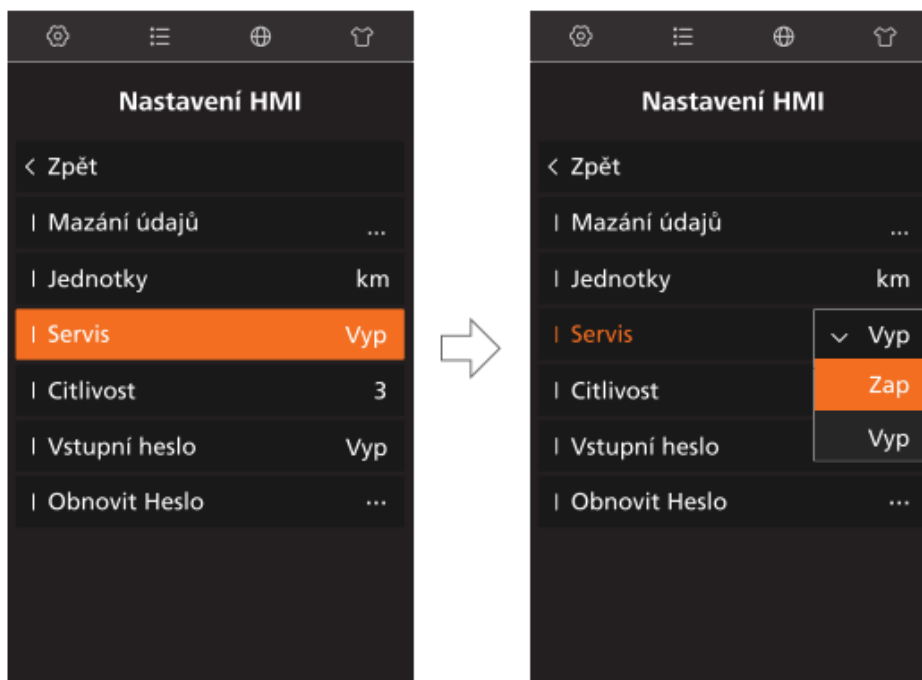 Nastavení HMI
< Zpět
| Mazání údajů ...
| Jednotky km
| Servis Vyp
| Citlivost 3
| Vstupní heslo Vyp
| Obnovit Heslo ...
Nastavení HMI
< Zpět
| Mazání údajů ...
| Jednotky km
| Servis Vyp
| Citlivost Zap
| Vstupní heslo Vyp
| Obnovit Heslo ...